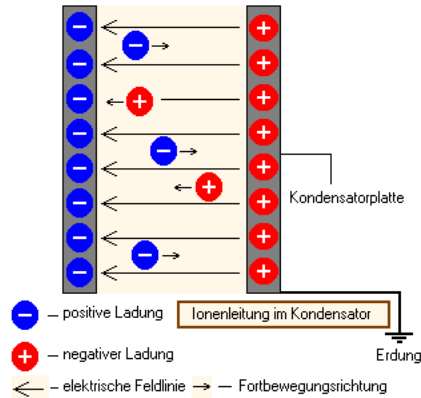 Kondensatorplatte
– positive Ladung
Ionenleitung im Kondensator
– negativer Ladung
Erdung
– elektrische Feldlinie
– Fortbewegungsrichtung